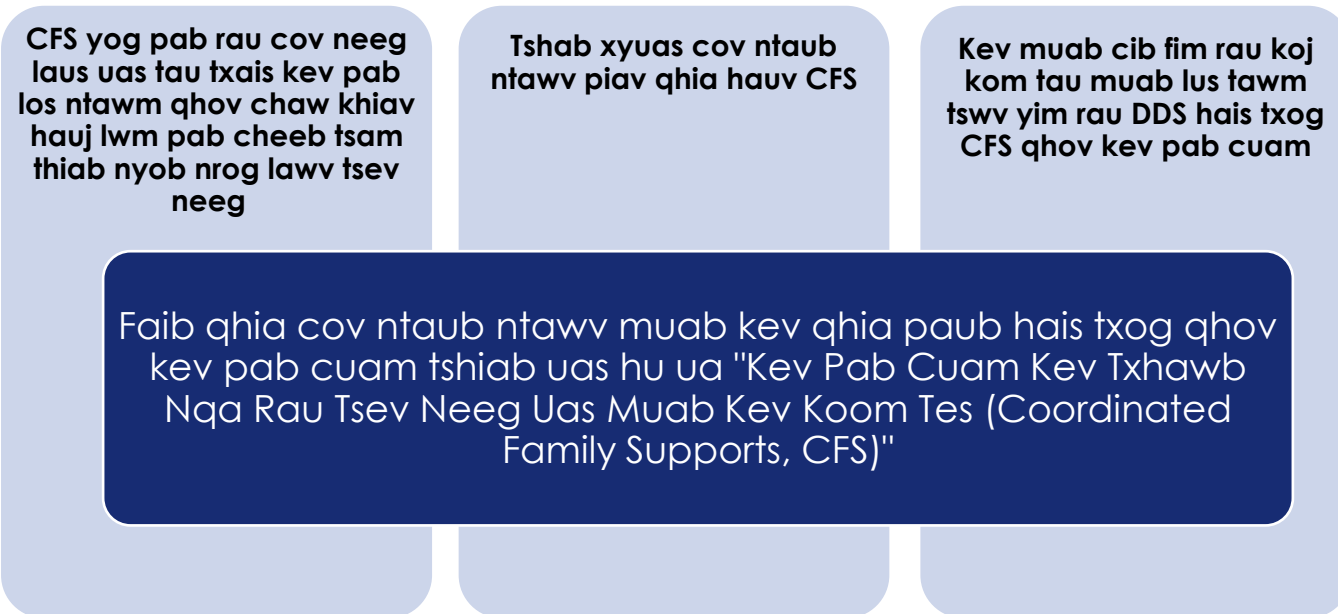 CFS yog pab rau cov neeg
laus uas tau txais kev pab
los ntawm qhov chaw khiav
hauj lwm pab cheeb tsam
thiab nyob nrog lawv tsev
neeg
Tshab xyuas cov ntaub
ntawv piav qhia hauv CFS
Kev muab cib fim rau koj
kom tau muab lus tawm
tswv yim rau DDS hais txog
CFS qhov kev pab cuam
Faib qhia cov ntaub ntawv muab kev qhia paub hais txog qhov
kev pab cuam tshiab uas hu ua "Kev Pab Cuam Kev Txhawb
Nqa Rau Tsev Neeg Uas Muab Kev Koom Tes (Coordinated
Family Supports, CFS)"